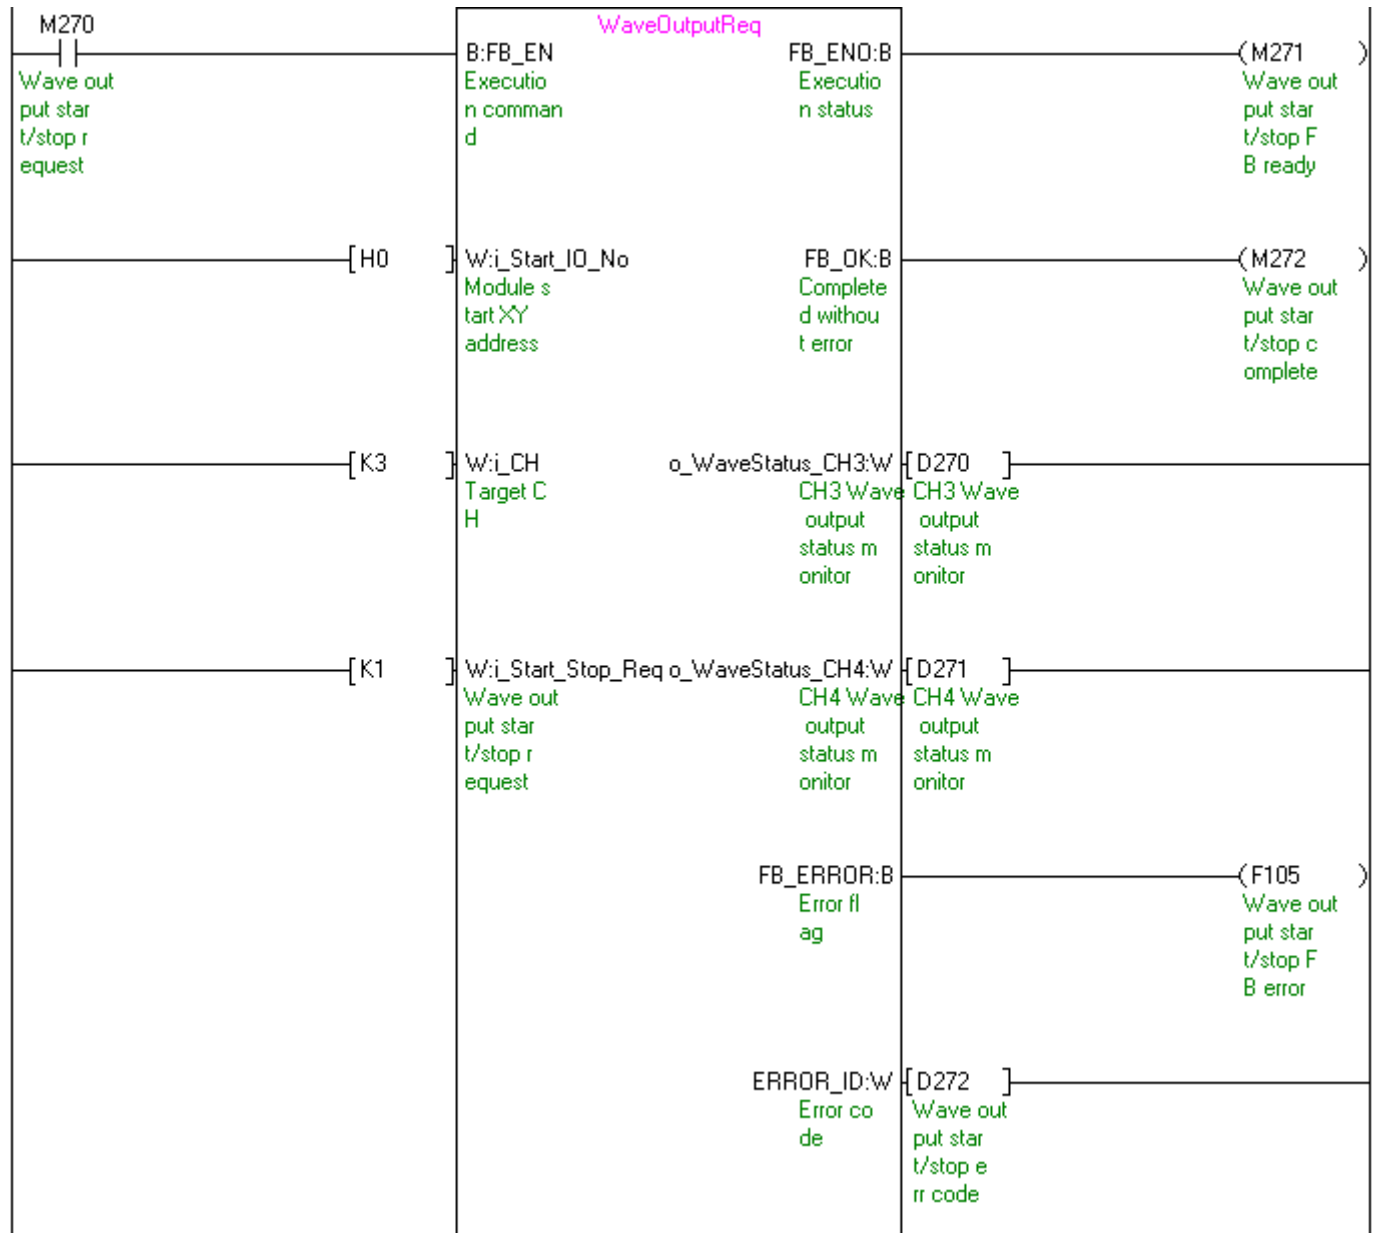 M270
WaveOutputReq
B:FB_EN FB_ENO:B (M271 )
Wave out Executio Executio Wave out
put star n comman n status put star
t/stop r d t/stop F
equest B ready
[H0 ] W:i_Start_IO_No FB_OK:B (M272 )
Module s Complete Wave out
tart XY d withou put star
address t error t/stop c
omplete
[K3 ] W:i_CH o_WaveStatus_CH3:W [D270 ]
Target C CH3 Wave CH3 Wave
H output output
status m status m
onitor onitor
[K1 ] W:i_Start_Stop_Req o_WaveStatus_CH4:W [D271 ]
Wave out CH4 Wave CH4 Wave
put star output output
t/stop r status m status m
equest onitor onitor
FB_ERROR:B (F105 )
Error fl Wave out
ag put star
t/stop F
B error
ERROR_ID:W [D272 ]
Error co Wave out
de put star
t/stop e
rr code